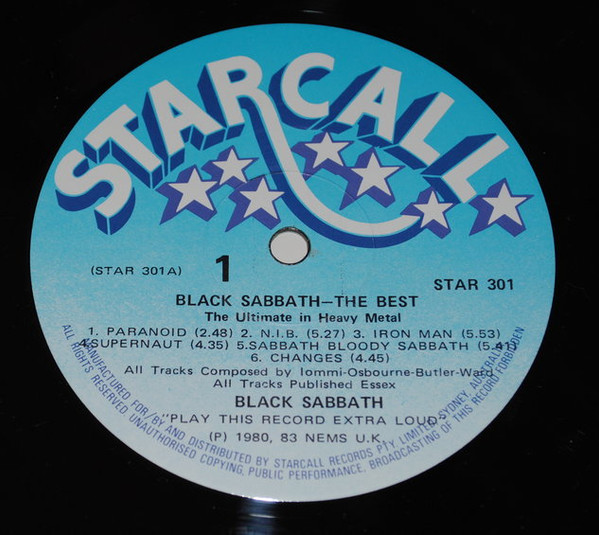 STARCALL
(STAR 301A)
1
STAR 301
BLACK SABBATH—THE BEST
The Ultimate in Heavy Metal
1. PARANOID (2.48) 2. N.I.B. (5.27) 3. IRON MAN (5.53)
4.SUPERNAUT (4.35) 5.SABBATH BLOODY SABBATH (5.41)
6. CHANGES (4.45)
All Tracks Composed by Iommi-Osbourne-Butler-Ward
All Tracks Published Essex
BLACK SABBATH
"PLAY THIS RECORD EXTRA LOUD"
(P) 1980, 83 NEMS U.K.
MANUFACTURED FOR/BY AND DISTRIBUTED BY STARCALL RECORDS PTY. LIMITED, SYDNEY, AUSTRALIA
ALL RIGHTS RESERVED UNAUTHORISED COPYING, PUBLIC PERFORMANCE, BROADCASTING OF THIS RECORD FORBIDDEN